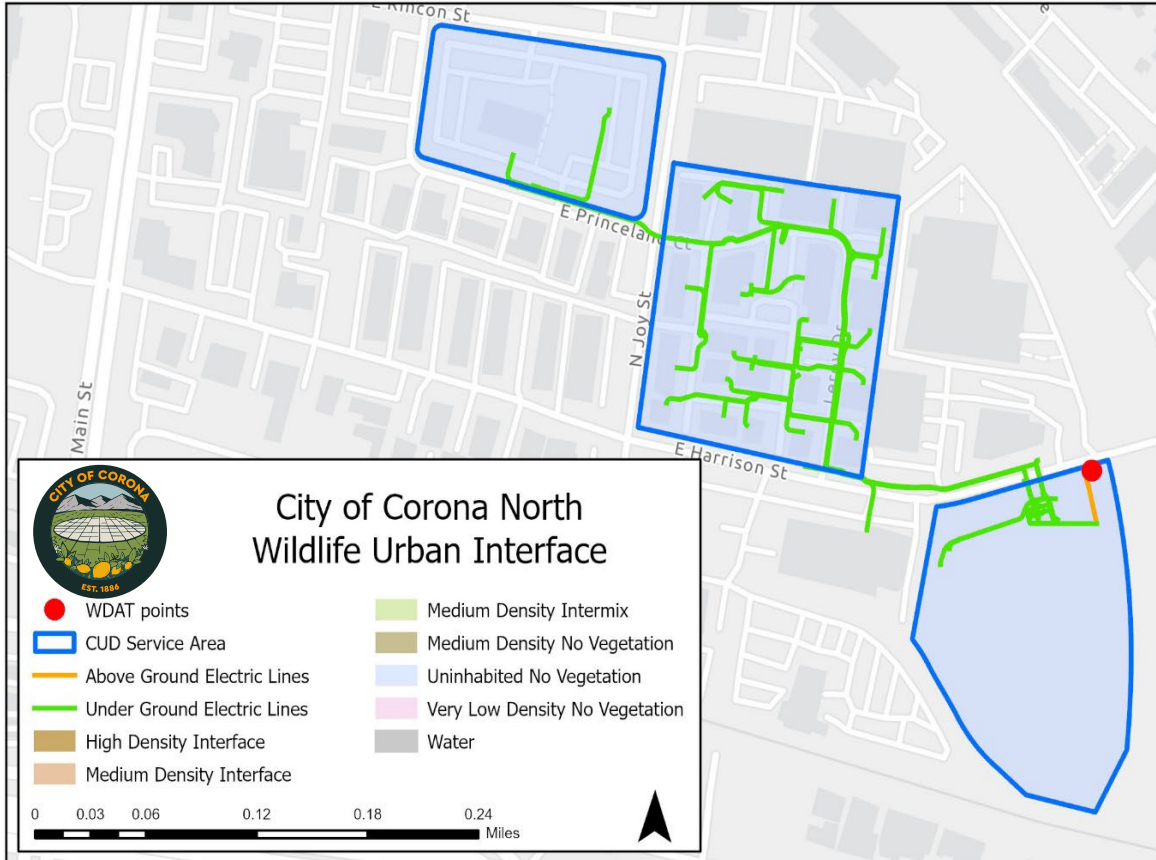 E Rincon St
E Princeland Ct
N Joy St
Main St
E Harrison St
CITY OF CORONA
EST. 1886
City of Corona North
Wildlife Urban Interface
WDAT points
CUD Service Area
Above Ground Electric Lines
Under Ground Electric Lines
High Density Interface
Medium Density Interface
Medium Density Intermix
Medium Density No Vegetation
Uninhabited No Vegetation
Very Low Density No Vegetation
Water
0 0.03 0.06 0.12 0.18 0.24
Miles